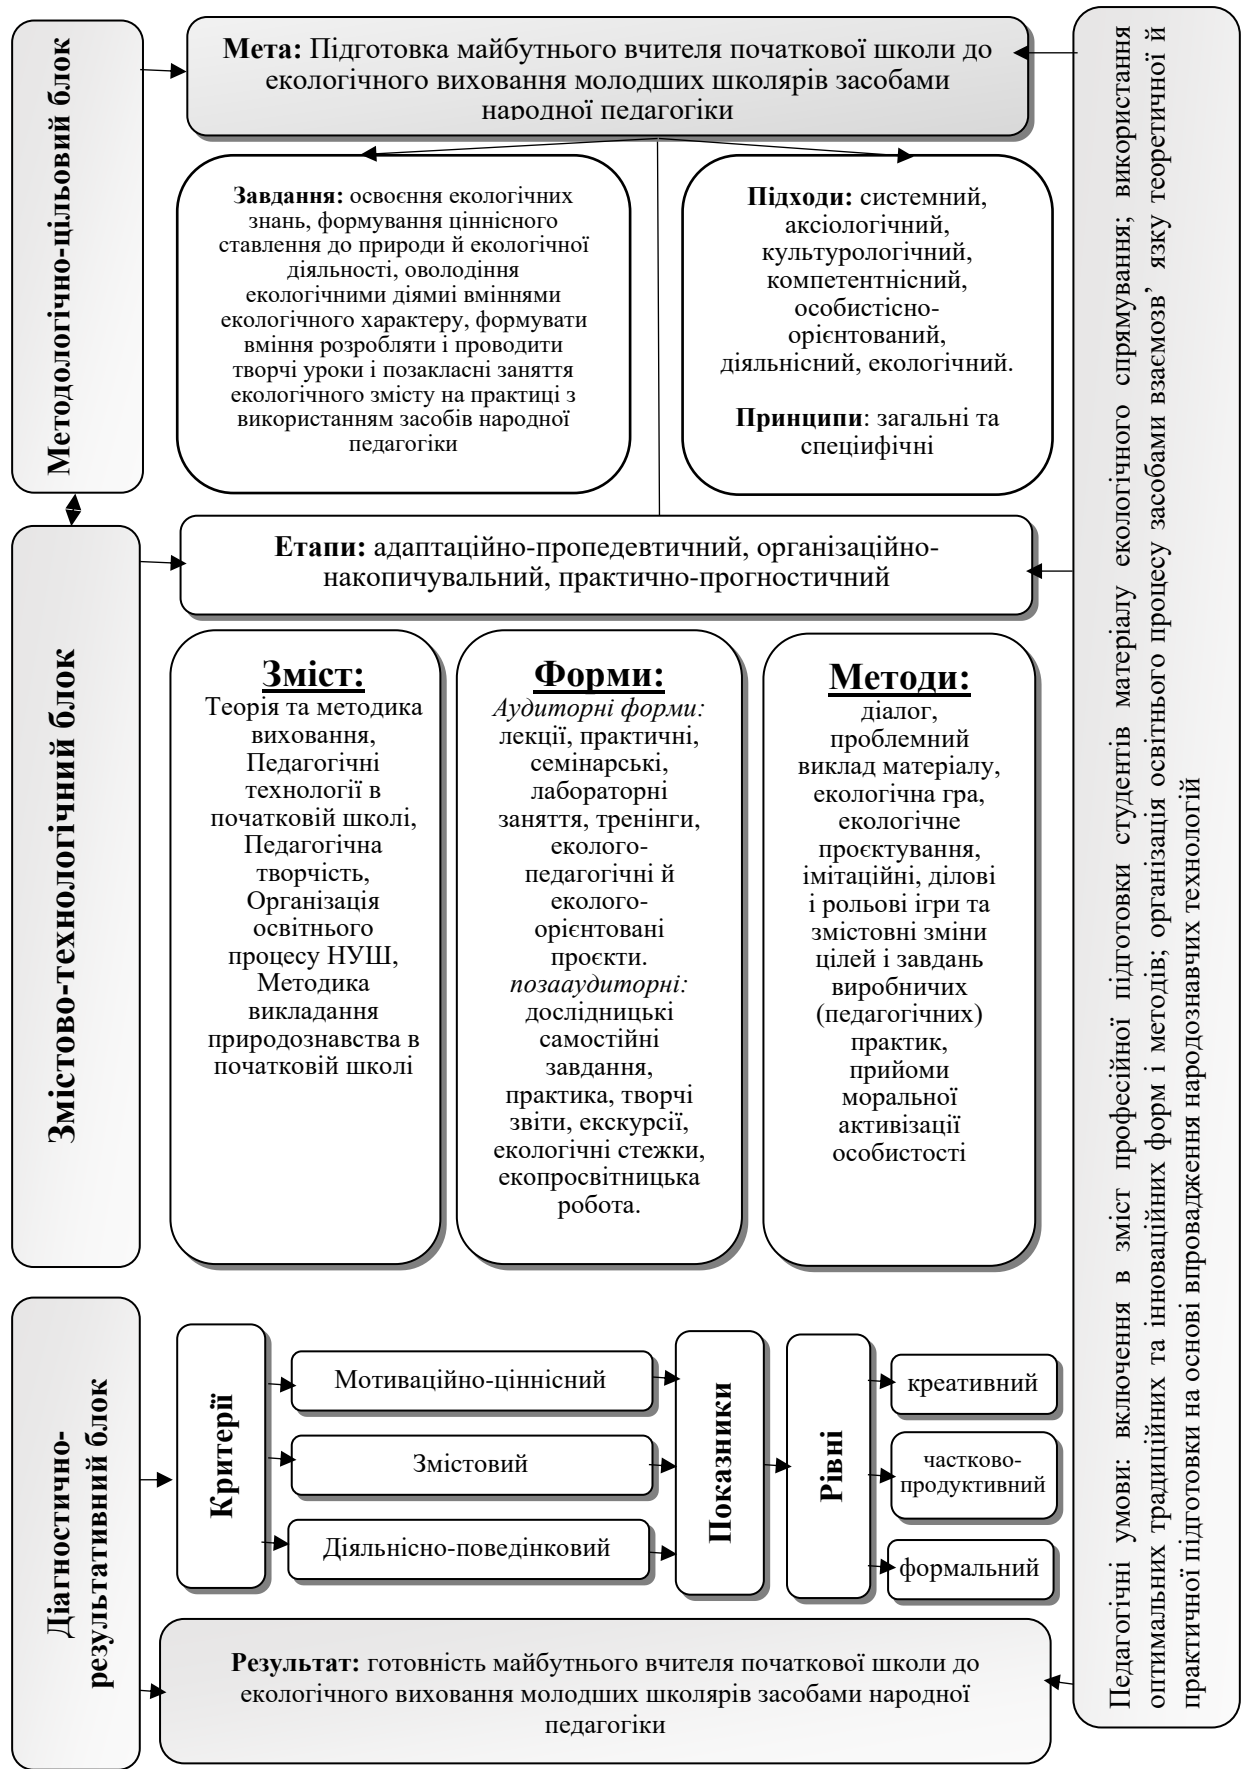 Методологічно-цільовий блок
Мета: Підготовка майбутнього вчителя початкової школи до
екологічного виховання молодших школярів засобами
народної педагогіки
Завдання: освоєння екологічних
знань, формування ціннісного
ставлення до природи й екологічної
діяльності, оволодіння
екологічними діямиі вміннями
екологічного характеру, формувати
вміння розробляти і проводити
творчі уроки і позакласні заняття
екологічного змісту на практиці з
використанням засобів народної
педагогіки
Підходи: системний,
аксіологічний,
культурологічний,
компетентнісний,
особистісно-
орієнтований,
діяльнісний, екологічний.
Принципи: загальні та
спеціифічні
Змістово-технологічний блок
Етапи: адаптаційно-пропедевтичний, організаційно-
накопичувальний, практично-прогностичний
Зміст:
Теорія та методика
виховання,
Педагогічні
технології в
початковій школі,
Педагогічна
творчість,
Організація
освітнього
процесу НУШ,
Методика
викладання
природознавства в
початковій школі
Форми:
Аудиторні форми:
лекції, практичні,
семінарські,
лабораторні
заняття, тренінги,
еколого-
педагогічні й
еколого-
орієнтовані
проєкти.
позааудиторні:
дослідницькі
самостійні
завдання,
практика, творчі
звіти, екскурсії,
екологічні стежки,
екопросвітницька
робота.
Методи:
діалог,
проблемний
виклад матеріалу,
екологічна гра,
екологічне
проєктування,
імітаційні, ділові
і рольові ігри та
змістовні зміни
цілей і завдань
виробничих
(педагогічних)
практик,
прийоми
моральної
активізації
особистості
Діагностично-
результативний блок
Критерії
Мотиваційно-ціннісний
Змістовий
Діяльнісно-поведінковий
Показники
Рівні
креативний
частково-
продуктивний
формальний
Результат: готовність майбутнього вчителя початкової школи до
екологічного виховання молодших школярів засобами народної
педагогіки
Педагогічні умови: включення в зміст професійної підготовки студентів матеріалу екологічного спрямування; використання
оптимальних традиційних та інноваційних форм і методів; організація освітнього процесу засобами взаємозв’ язку теоретичної й
практичної підготовки на основі впровадження народознавчих технологій